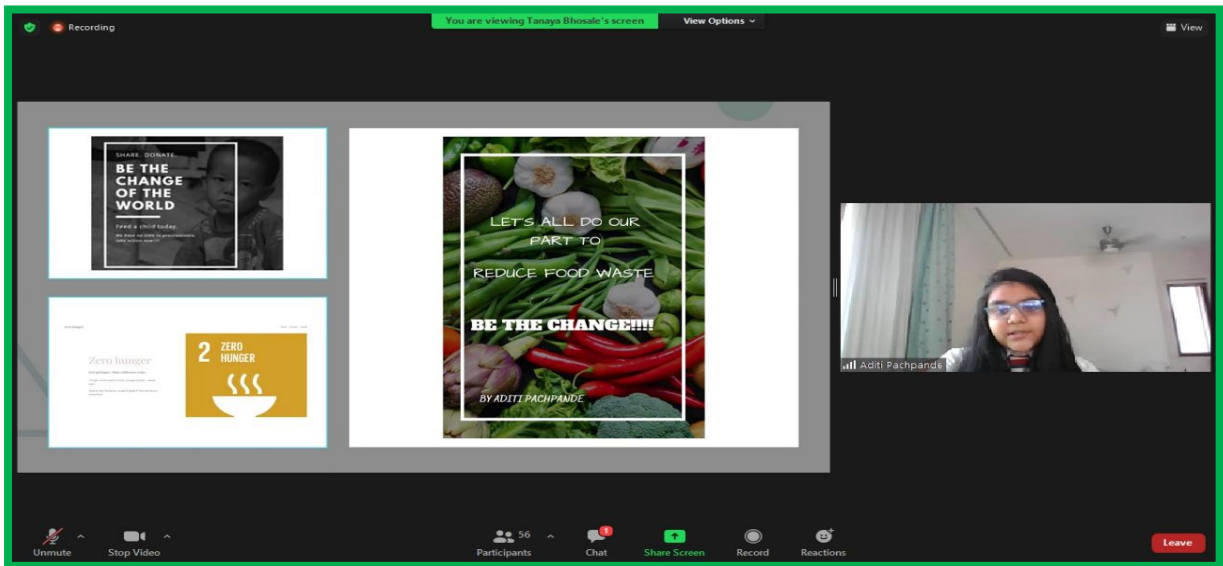 Recording
You are viewing Tanaya Bhosale's screen
View Options
View
SHARE. DONATE.
BE THE
CHANGE
OF THE
WORLD
Feed a child today.
Zero hunger
2 ZERO
HUNGER
LET'S ALL DO OUR
PART TO
REDUCE FOOD WASTE
BE THE CHANGE!!!!
BY ADITI PACHPANDE
Aditi Pachpande
Unmute
Stop Video
56
Participants
1
Chat
Share Screen
Record
Reactions
Leave